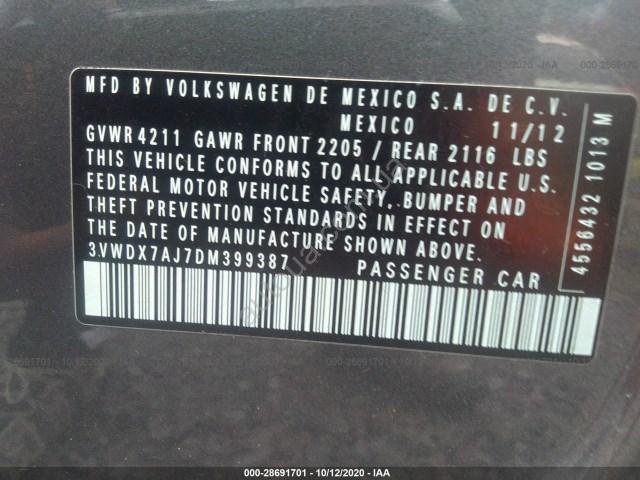 MFD BY VOLKSWAGEN DE MEXICO S.A. DE C.V.
MEXICO 11/12
GVWR 4211 GAWR FRONT 2205 / REAR 2116 LBS
THIS VEHICLE CONFORMS TO ALL APPLICABLE U.S.
FEDERAL MOTOR VEHICLE SAFETY, BUMPER AND
THEFT PREVENTION STANDARDS IN EFFECT ON
THE DATE OF MANUFACTURE SHOWN ABOVE.
3VWDX7AJ7DM399387 PASSENGER CAR
4556432 1013 M
000-28691701 - 10/12/2020 - IAA